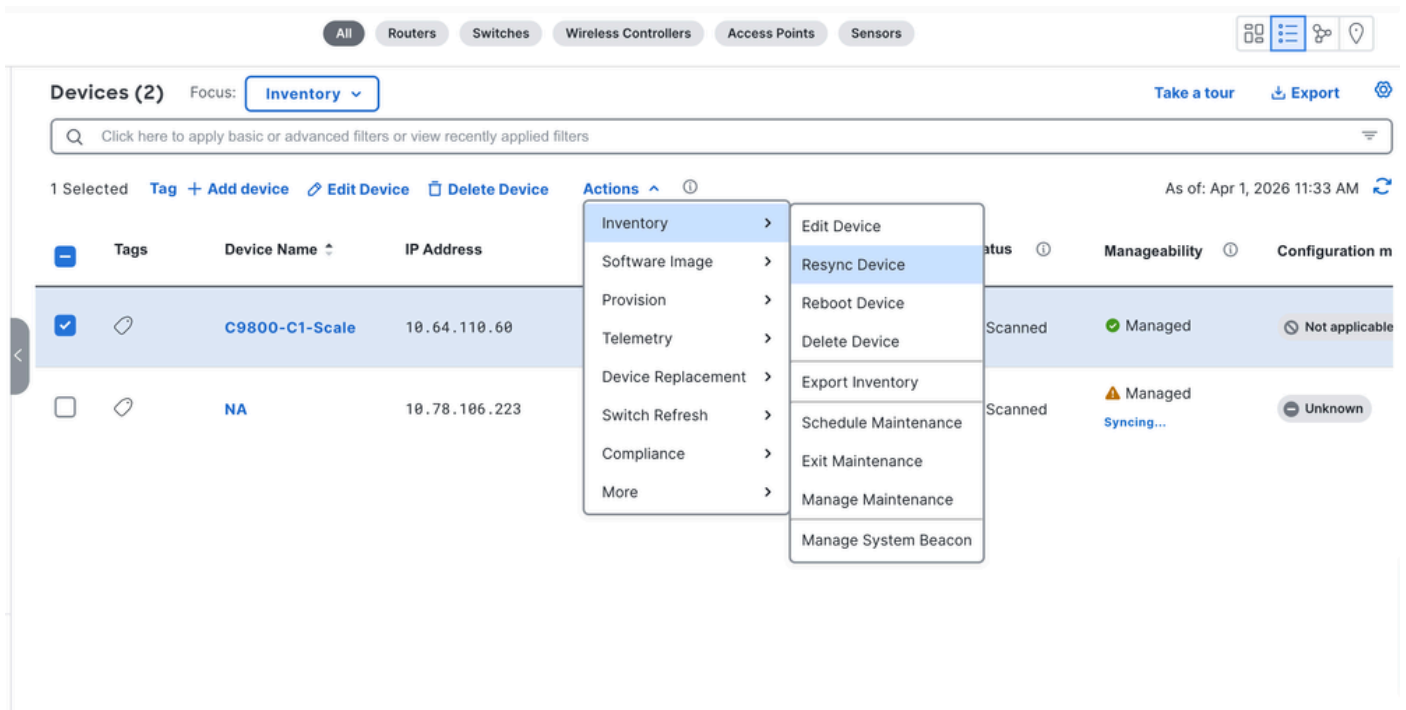 All Routers Switches Wireless Controllers Access Points Sensors
Devices (2) Focus: Inventory Take a tour Export
Click here to apply basic or advanced filters or view recently applied filters
1 Selected Tag + Add device Edit Device Delete Device Actions As of: Apr 1, 2026 11:33 AM
Tags Device Name IP Address atus Manageability Configuration m
C9800-C1-Scale 10.64.110.60 Scanned Managed Not applicable
NA 10.78.106.223 Scanned Managed Unknown
Syncing...
Inventory
Software Image
Provision
Telemetry
Device Replacement
Switch Refresh
Compliance
More
Edit Device
Resync Device
Reboot Device
Delete Device
Export Inventory
Schedule Maintenance
Exit Maintenance
Manage Maintenance
Manage System Beacon